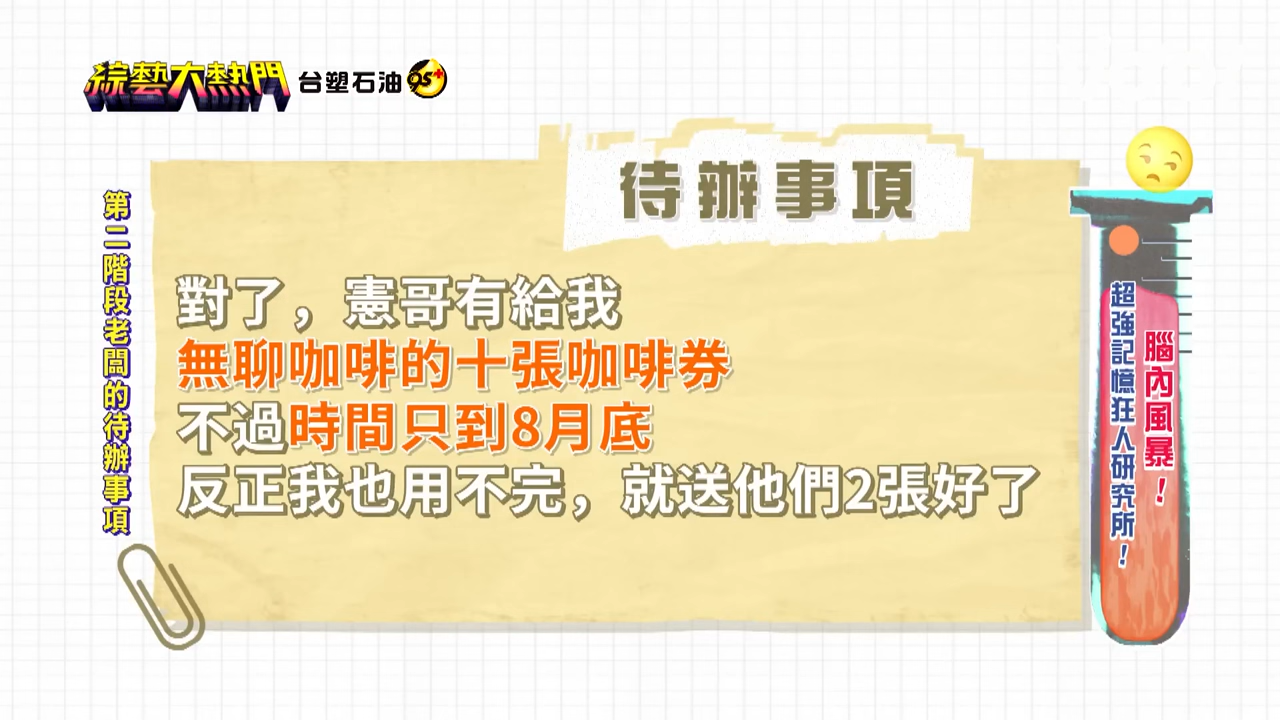 綜藝大熱門 台塑石油 95+
待辦事項
第二階段老闆的待辦事項
對了，憲哥有給我
無聊咖啡的十張咖啡券
不過時間只到8月底
反正我也用不完，就送他們2張好了
腦內風暴！
超強記憶狂人研究所！